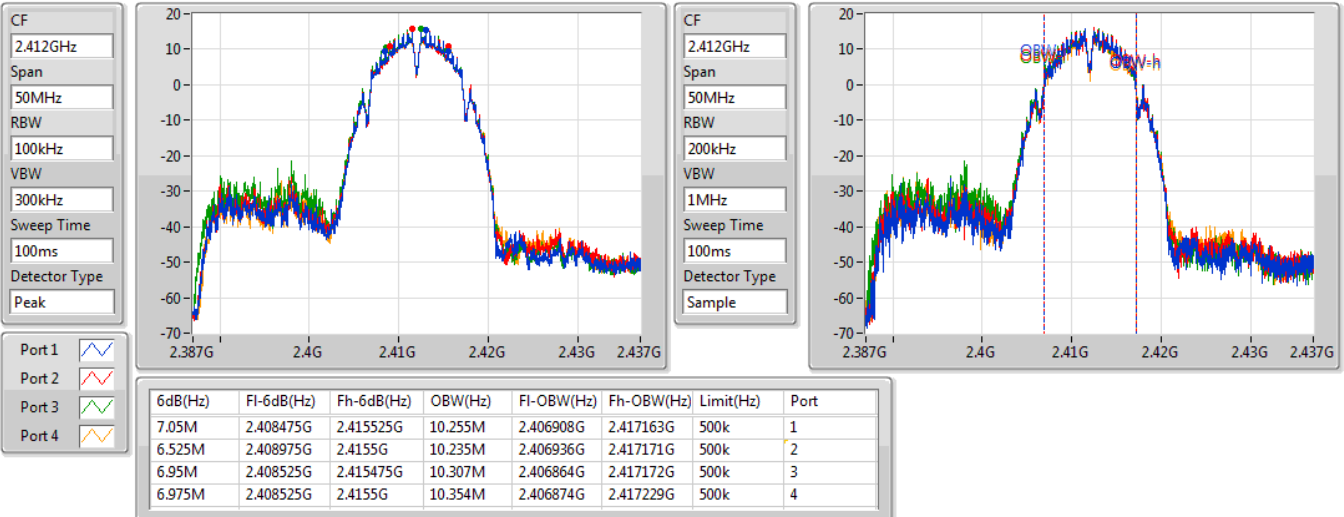 CF
2.412GHz
Span
50MHz
RBW
100kHz
VBW
300kHz
Sweep Time
100ms
Detector Type
Peak
20
10
0
-10
-20
-30
-40
-50
-60
-70
2.387G 2.4G 2.41G 2.42G 2.43G 2.437G
CF
2.412GHz
Span
50MHz
RBW
200kHz
VBW
1MHz
Sweep Time
100ms
Detector Type
Sample
20
10
0
-10
-20
-30
-40
-50
-60
-70
OBW-h
2.387G 2.4G 2.41G 2.42G 2.43G 2.437G
Port 1
Port 2
Port 3
Port 4
6dB(Hz) Fl-6dB(Hz) Fh-6dB(Hz) OBW(Hz) Fl-OBW(Hz) Fh-OBW(Hz) Limit(Hz) Port
7.05M 2.408475G 2.415525G 10.255M 2.406908G 2.417163G 500k 1
6.525M 2.408975G 2.4155G 10.235M 2.406936G 2.417171G 500k 2
6.95M 2.408525G 2.415475G 10.307M 2.406864G 2.417172G 500k 3
6.975M 2.408525G 2.4155G 10.354M 2.406874G 2.417229G 500k 4